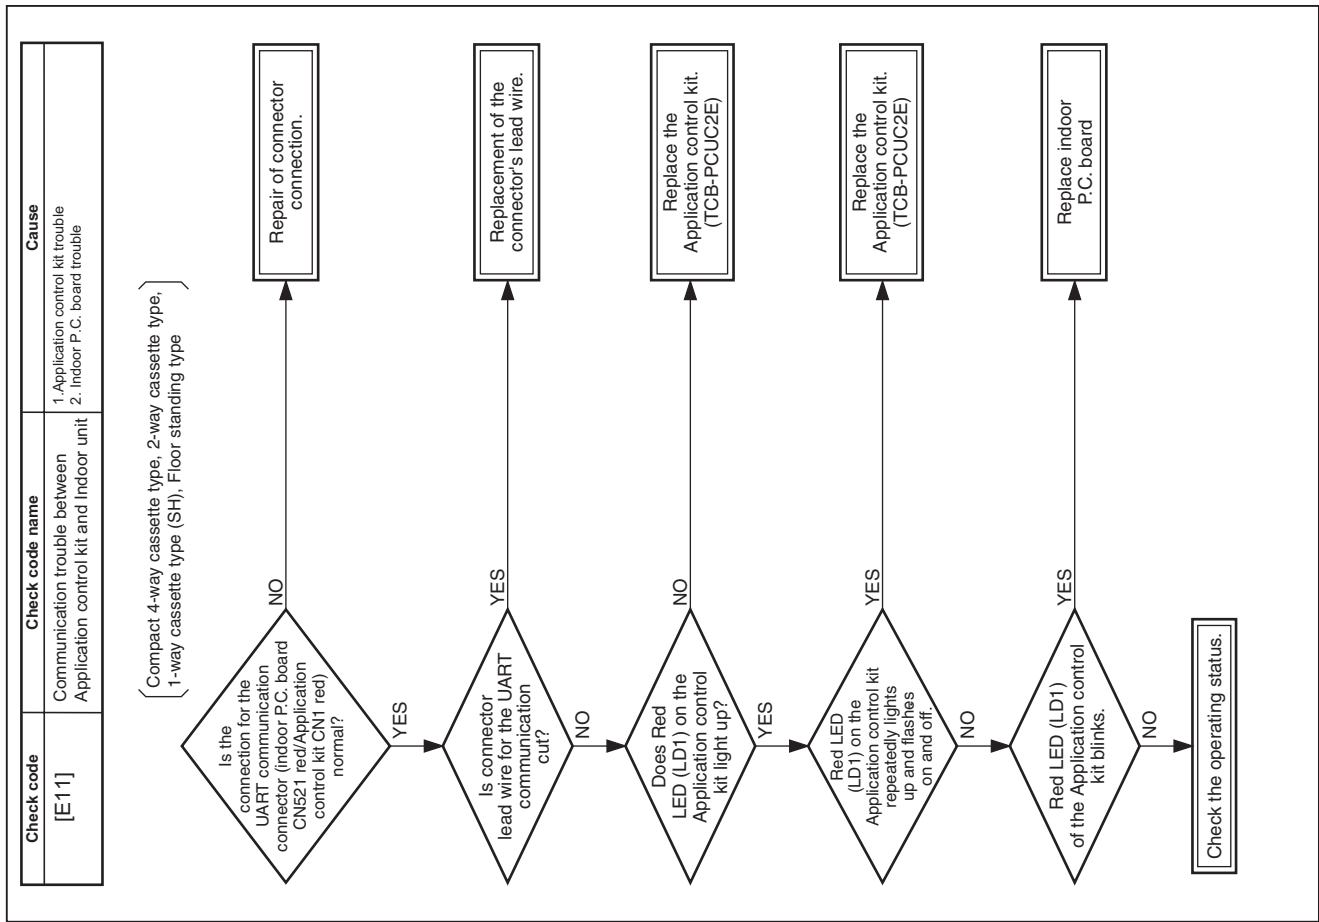 Check code
Check code name
Cause
[E11]
Communication trouble between
Application control kit and Indoor unit
1.Application control kit trouble
2. Indoor P.C. board trouble
Compact 4-way cassette type, 2-way cassette type,
1-way cassette type (SH), Floor standing type
Is the
connection for the
UART communication
connector (indoor P.C. board
CN521 red/Application
control kit CN1 red)
normal?
NO
Repair of connector
connection.
YES
Is connector
lead wire for the UART
communication
cut?
YES
Replacement of the
connector's lead wire.
NO
Does Red
LED (LD1) on the
Application control
kit light up?
NO
Replace the
Application control kit.
(TCB-PCUC2E)
YES
Red LED
(LD1) on the
Application control kit
repeatedly lights
up and flashes
on and off.
YES
Replace the
Application control kit.
(TCB-PCUC2E)
NO
Red LED (LD1)
of the Application control
kit blinks.
YES
Replace indoor
P.C. board
NO
Check the operating status.